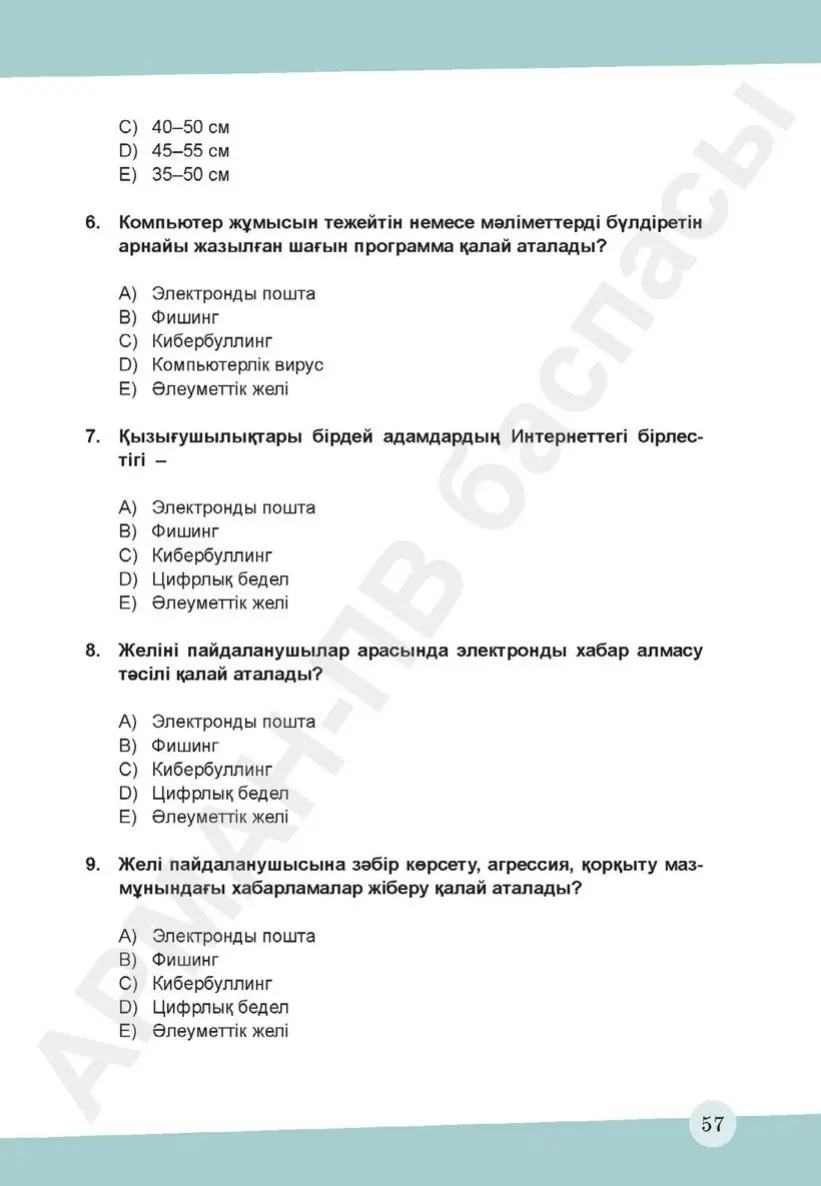 C) 40–50 см
D) 45–55 см
E) 35–50 см
6. Компьютер жұмысын тежейтін немесе мәліметтерді бүлдіретін
арнайы жазылған шағын программа қалай аталады?
A) Электронды пошта
B) Фишинг
C) Кибербуллинг
D) Компьютерлік вирус
E) Әлеуметтік желі
7. Қызығушылықтары бірдей адамдардың Интернеттегі бірлес-
тігі –
A) Электронды пошта
B) Фишинг
C) Кибербуллинг
D) Цифрлық бедел
E) Әлеуметтік желі
8. Желіні пайдаланушылар арасында электронды хабар алмасу
тәсілі қалай аталады?
A) Электронды пошта
B) Фишинг
C) Кибербуллинг
D) Цифрлық бедел
E) Әлеуметтік желі
9. Желі пайдаланушысына зәбір көрсету, агрессия, қорқыту маз-
мұнындағы хабарламалар жіберу қалай аталады?
A) Электронды пошта
B) Фишинг
C) Кибербуллинг
D) Цифрлық бедел
E) Әлеуметтік желі
57
АРМАН-ПВ баспасы